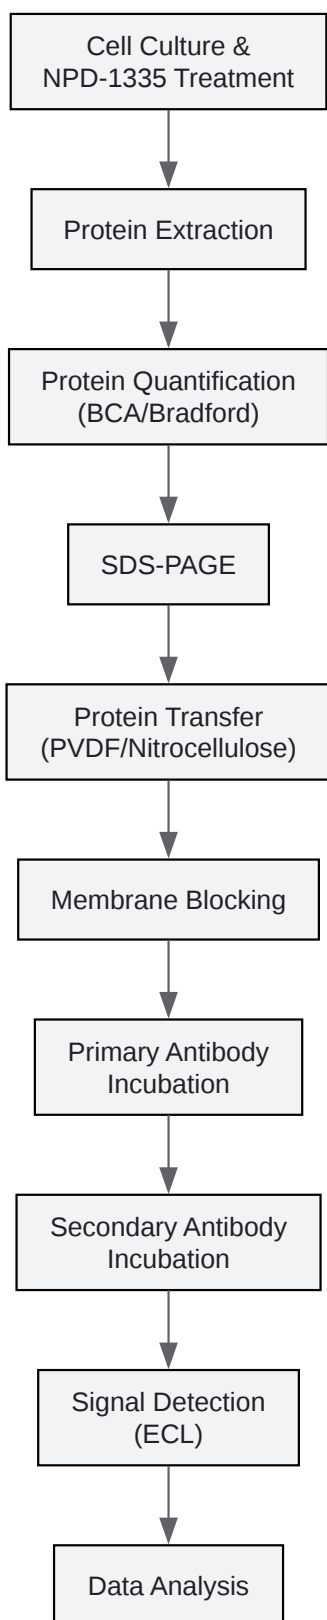 Cell Culture &
NPD-1335 Treatment
Protein Extraction
Protein Quantification
(BCA/Bradford)
SDS-PAGE
Protein Transfer
(PVDF/Nitrocellulose)
Membrane Blocking
Primary Antibody
Incubation
Secondary Antibody
Incubation
Signal Detection
(ECL)
Data Analysis